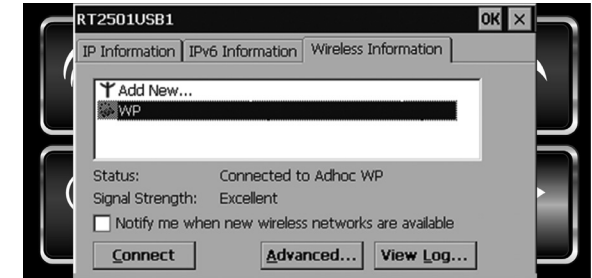 RT2501USB1 OK ×
IP Information IPv6 Information Wireless Information
Add New...
WP
Status: Connected to Adhoc WP
Signal Strength: Excellent
Notify me when new wireless networks are available
Connect Advanced... View Log...